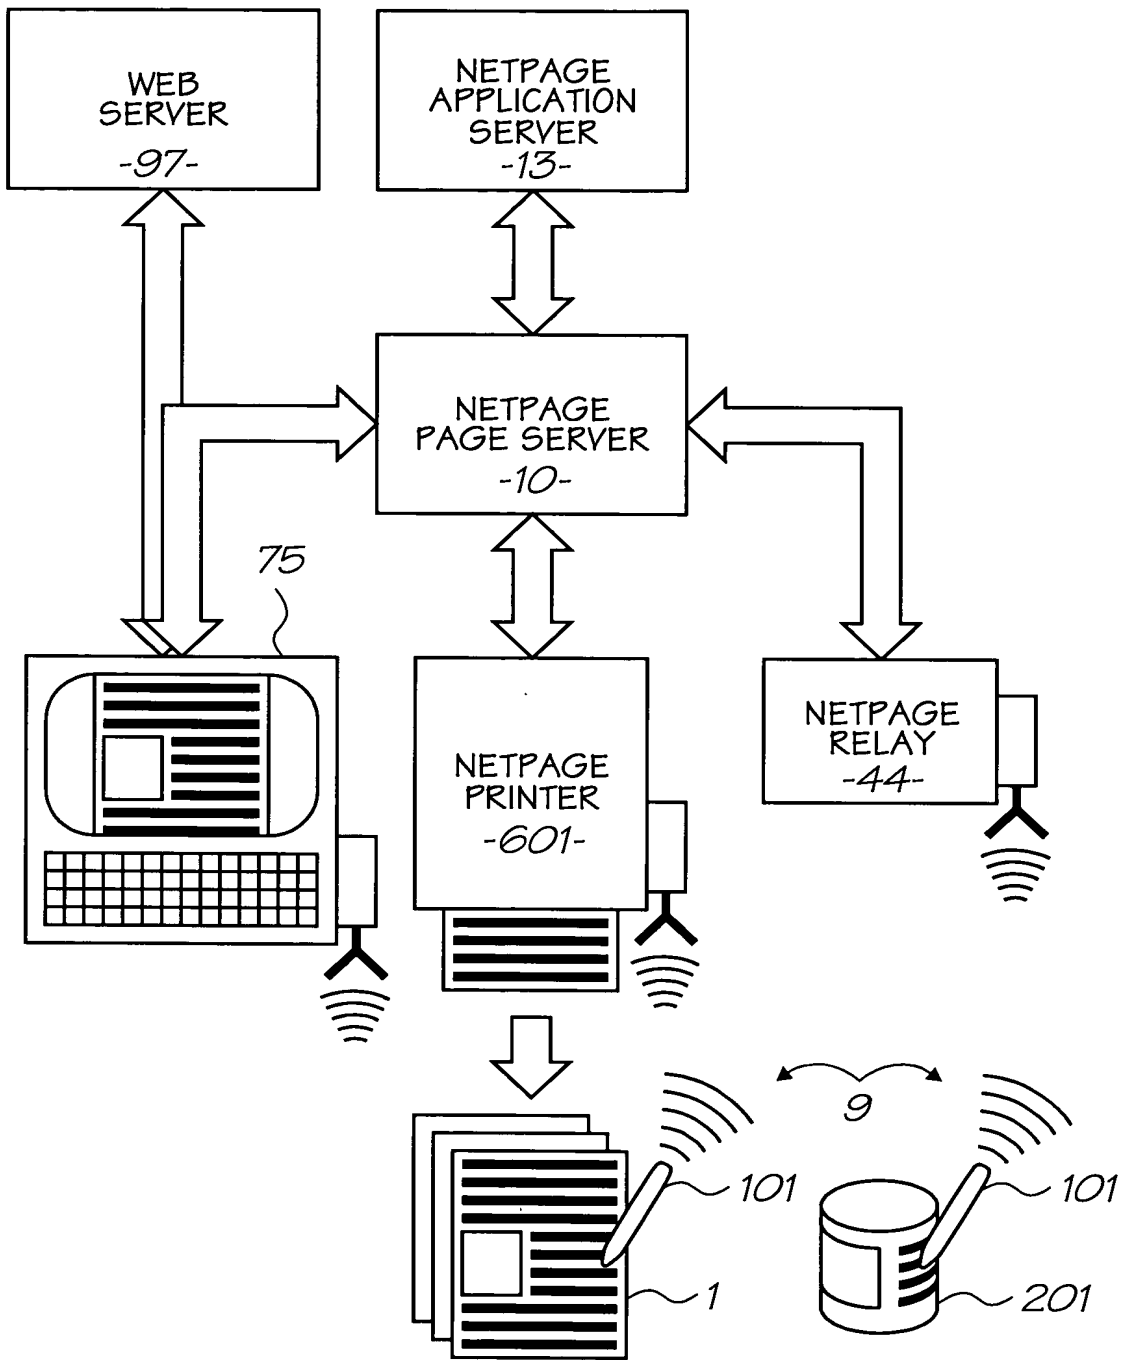 WEB
SERVER
-97-
NETPAGE
APPLICATION
SERVER
-13-
NETPAGE
PAGE SERVER
-10-
75
NETPAGE
PRINTER
-601-
NETPAGE
RELAY
-44-
9
101
101
1
201